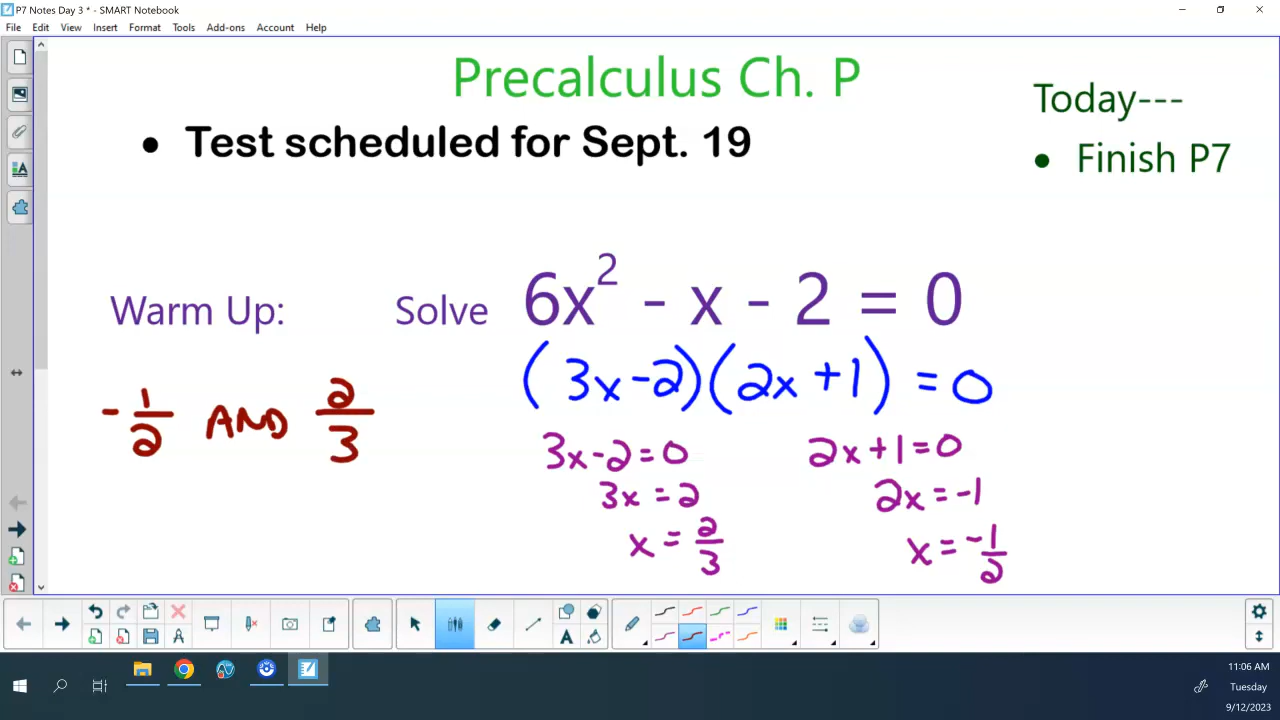 P7 Notes Day 3 * - SMART Notebook
File Edit View Insert Format Tools Add-ons Account Help
Precalculus Ch. P
• Test scheduled for Sept. 19
Today---
• Finish P7
Warm Up: Solve 6x² - x - 2 = 0
(3x-2)(2x+1) = 0
-1/2 AND 2/3
3x-2=0 2x+1=0
3x=2 2x=-1
x=2/3 x=-1/2
11:06 AM
Tuesday
9/12/2023